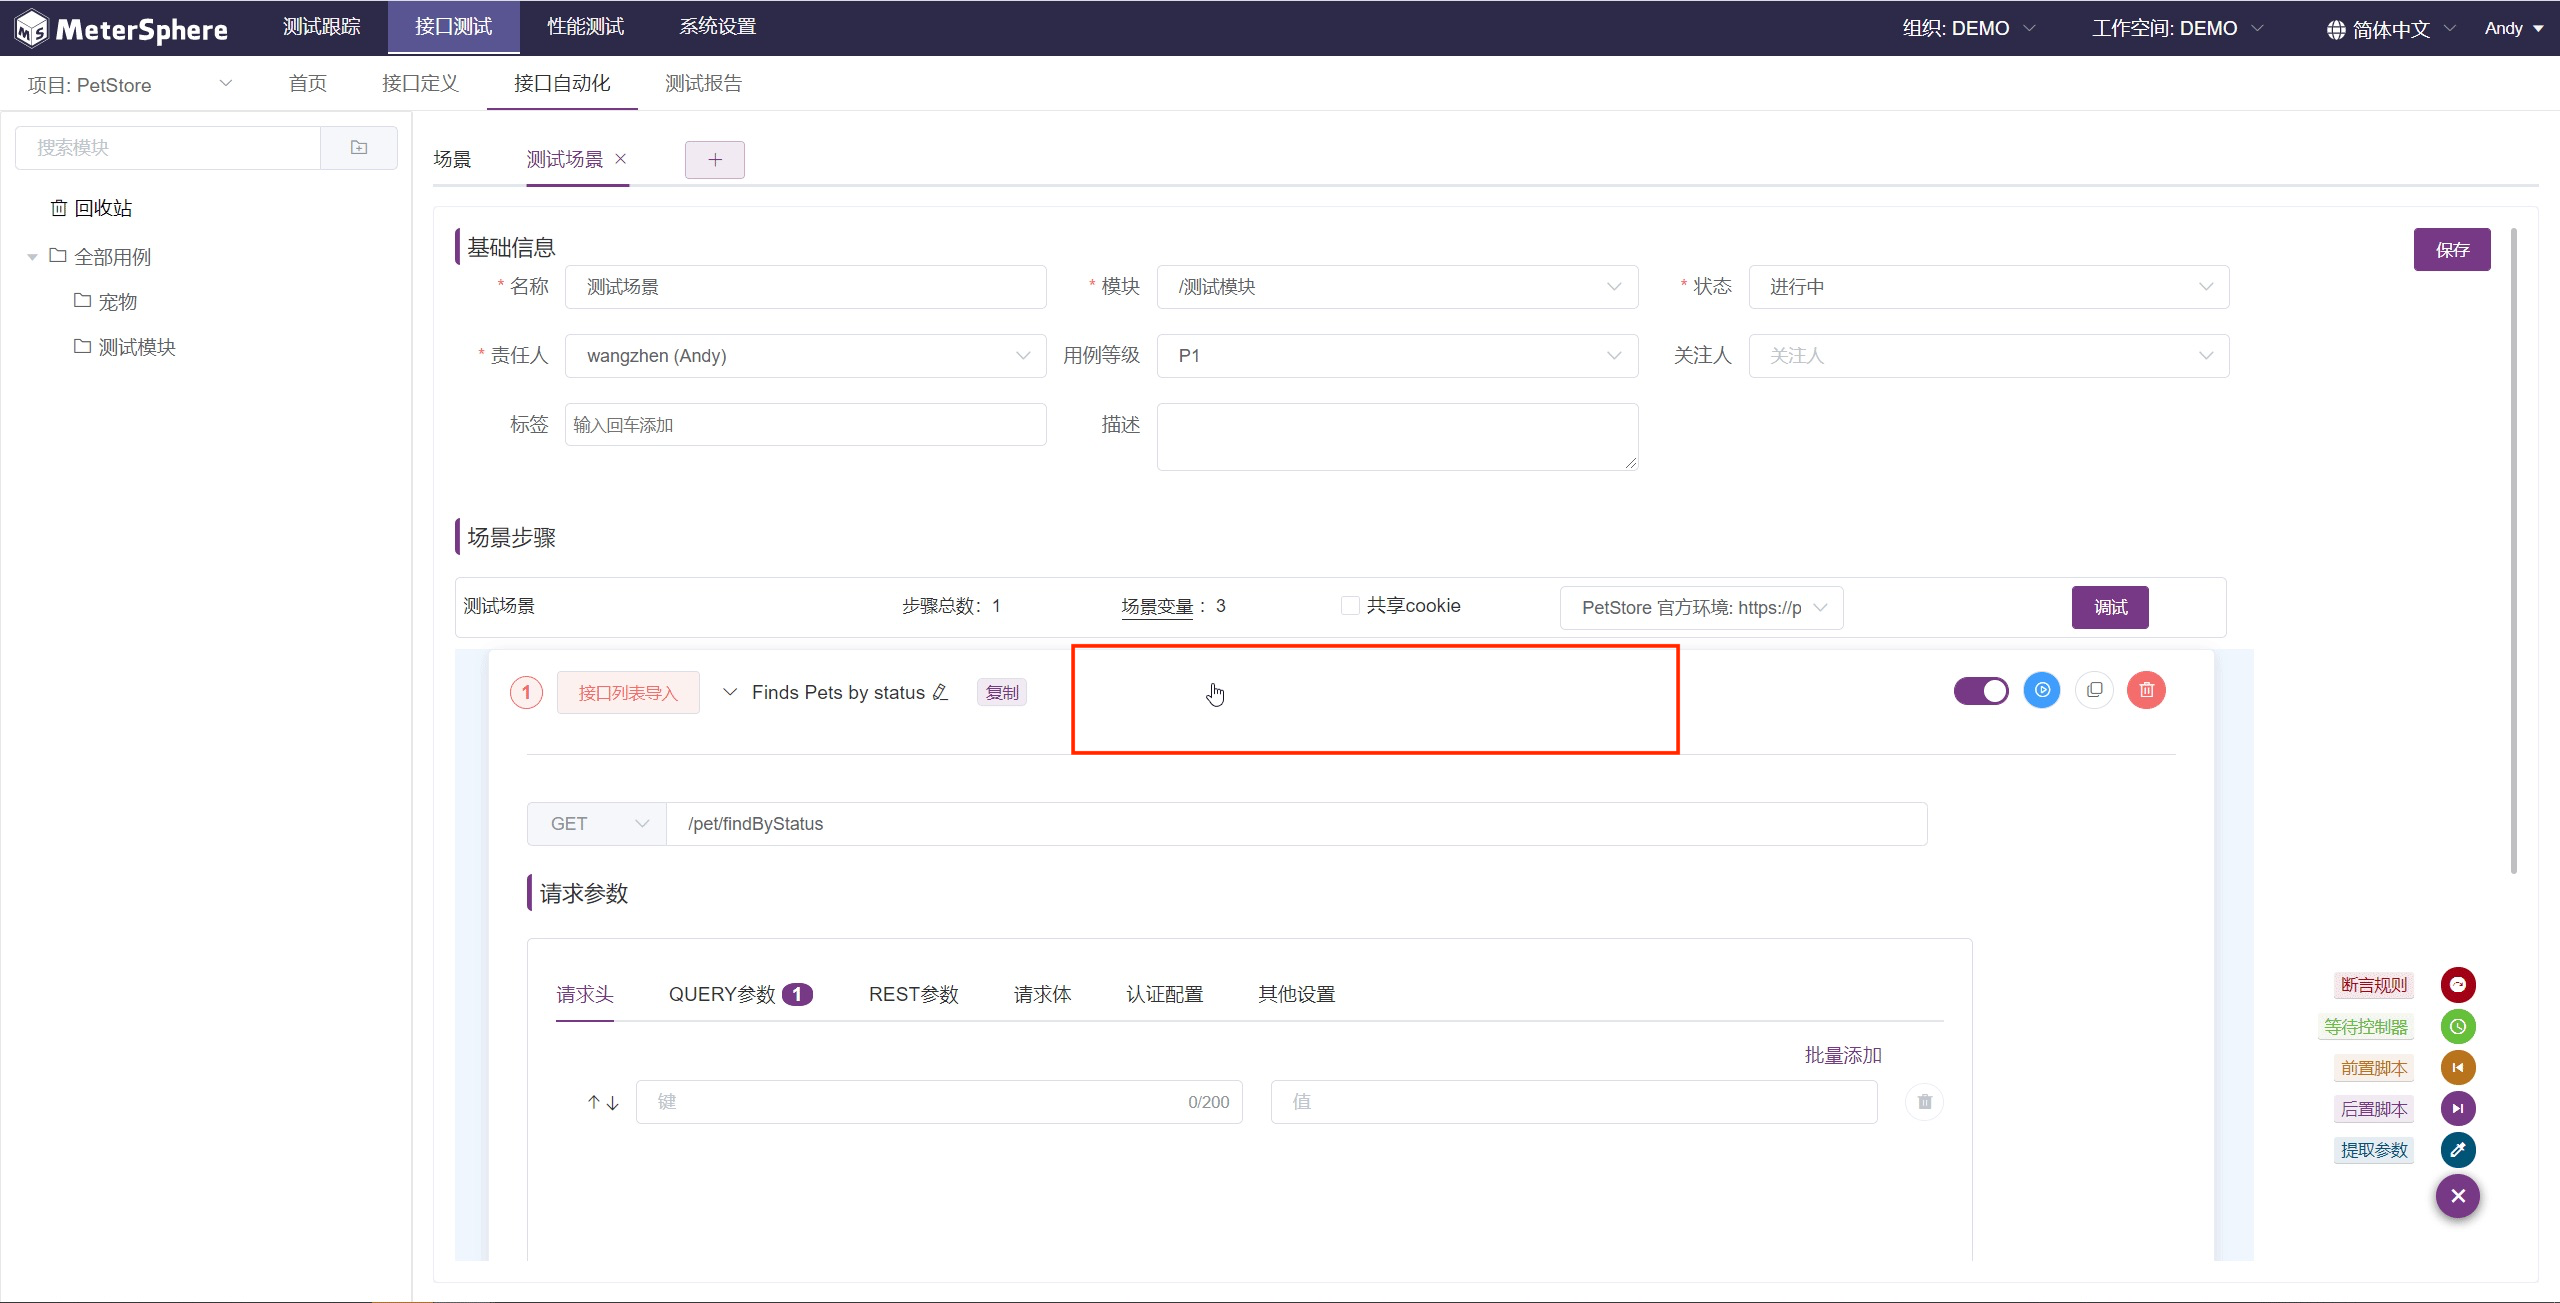 MeterSphere 测试跟踪 接口测试 性能测试 系统设置 组织: DEMO 工作空间: DEMO 简体中文 Andy
项目: PetStore 首页 接口定义 接口自动化 测试报告
搜索模块
回收站
全部用例
宠物
测试模块
场景 测试场景
基础信息 保存
* 名称 测试场景 * 模块 /测试模块 * 状态 进行中
* 责任人 wangzhen (Andy) 用例等级 P1 关注人 关注人
标签 输入回车添加 描述
场景步骤
测试场景 步骤总数：1 场景变量：3 共享cookie PetStore 官方环境: https://p 调试
1 接口列表导入 Finds Pets by status 复制
GET /pet/findByStatus
请求参数
请求头 QUERY参数 1 REST参数 请求体 认证配置 其他设置
批量添加
键 0/200 值
断言规则
等待控制器
前置脚本
后置脚本
提取参数